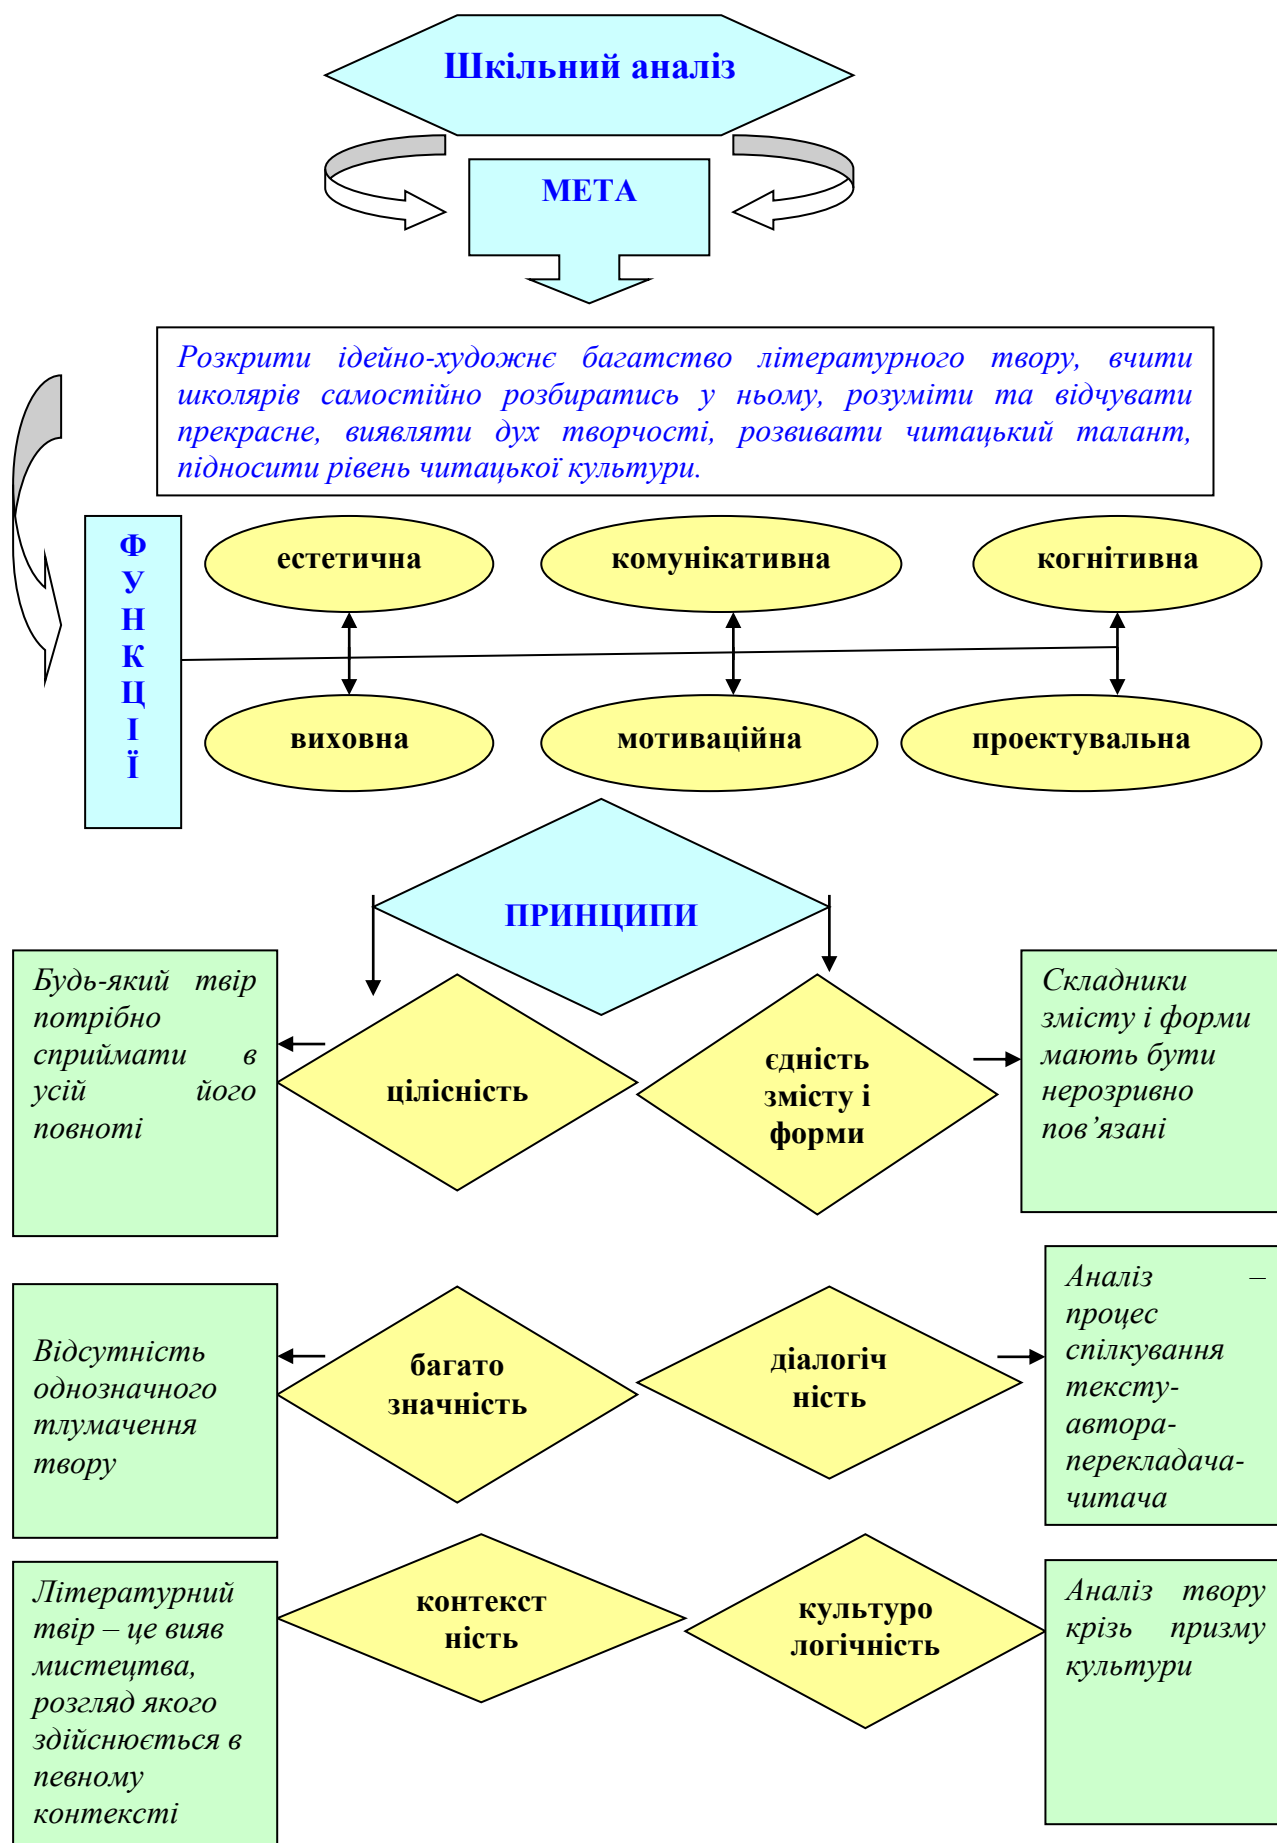 Шкільний аналіз
МЕТА
Розкрити ідейно-художнє багатство літературного твору, вчити
школярів самостійно розбиратись у ньому, розуміти та відчувати
прекрасне, виявляти дух творчості, розвивати читацький талант,
підносити рівень читацької культури.
Ф
У
Н
К
Ц
І
Ї
естетична
комунікативна
когнітивна
виховна
мотиваційна
проектувальна
ПРИНЦИПИ
Будь-який твір
потрібно
сприймати в
усій його
повноті
цілісність
єдність
змісту і
форми
Складники
змісту і форми
мають бути
нерозривно
пов’язані
Відсутність
однозначного
тлумачення
твору
багато
значність
діалогіч
ність
Аналіз –
процес
спілкування
тексту-
автора-
перекладача-
читача
Літературний
твір – це вияв
мистецтва,
розгляд якого
здійснюється в
певному
контексті
контекст
ність
культуро
логічність
Аналіз твору
крізь призму
культури